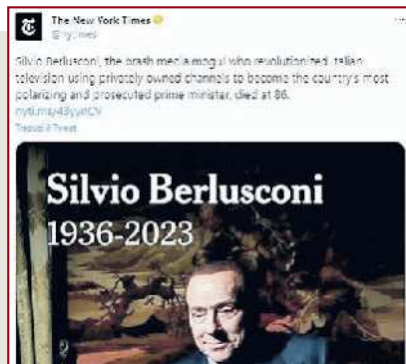 The New York Times
@nytimes
Silvio Berlusconi, the brash media mogul who revolutionized Italian
television using privately owned channels to become the country's most
polarizing and prosecuted prime minister, died at 86.
Traduci il Tweet
Silvio Berlusconi
1936-2023